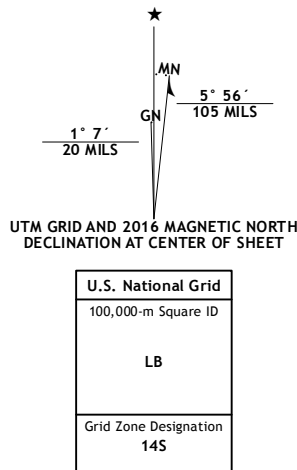 MN
GN
5° 56´
105 MILS
1° 7´
20 MILS
UTM GRID AND 2016 MAGNETIC NORTH
DECLINATION AT CENTER OF SHEET
U.S. National Grid
100,000-m Square ID
LB
Grid Zone Designation
14S